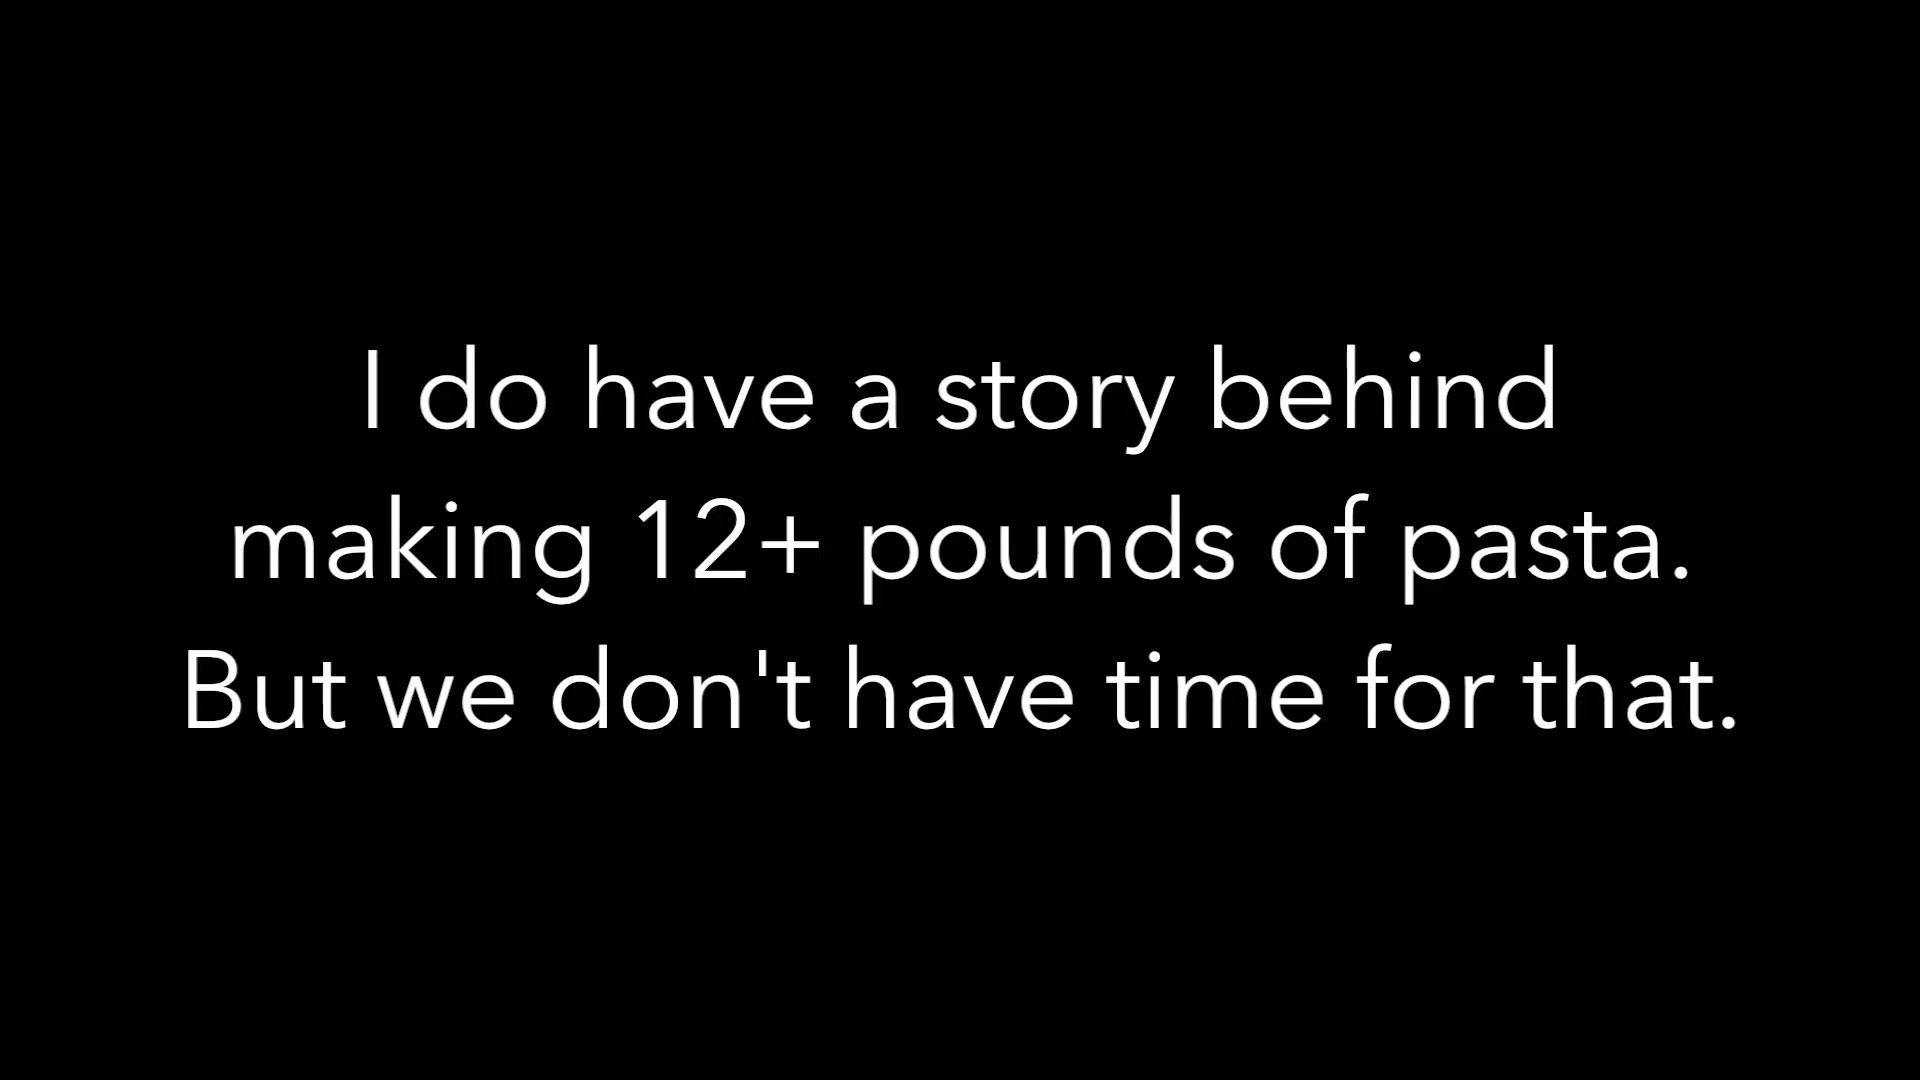 I do have a story behind
making 12+ pounds of pasta.
But we don't have time for that.